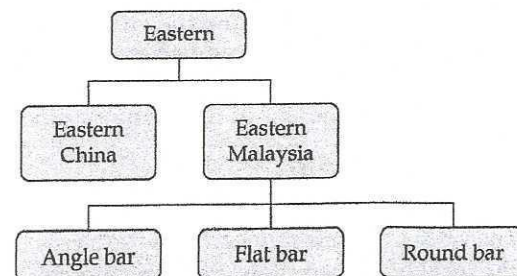 Eastern
Eastern
China
Eastern
Malaysia
Angle bar
Flat bar
Round bar